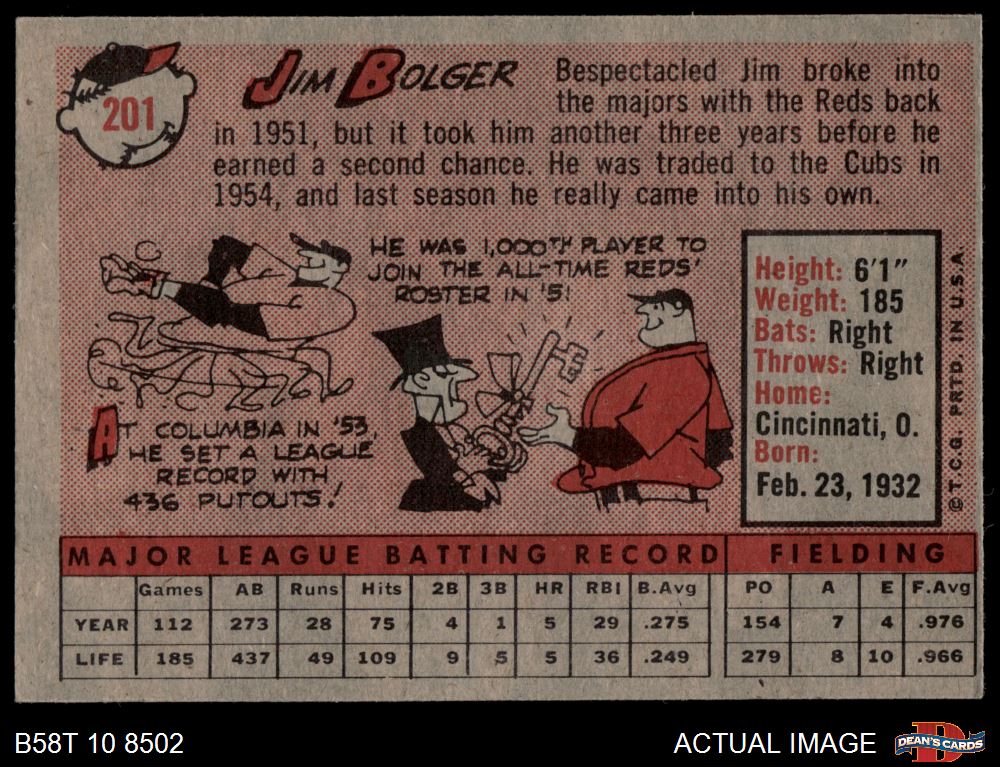 201
JIM BOLGER
Bespectacled Jim broke into
the majors with the Reds back
in 1951, but it took him another three years before he
earned a second chance. He was traded to the Cubs in
1954, and last season he really came into his own.
HE WAS 1,000TH PLAYER TO
JOIN THE ALL-TIME REDS'
ROSTER IN '51
AT COLUMBIA IN '53
HE SET A LEAGUE
RECORD WITH
436 PUTOUTS!
Height: 6'1"
Weight: 185
Bats: Right
Throws: Right
Home:
Cincinnati, O.
Born:
Feb. 23, 1932
© T.C.G. PRTD. IN U.S.A.
MAJOR LEAGUE BATTING RECORD FIELDING
Games AB Runs Hits 2B 3B HR RBI B.Avg PO A E F.Avg
YEAR 112 273 28 75 4 1 5 29 .275 154 7 4 .976
LIFE 185 437 49 109 9 5 5 36 .249 279 8 10 .966
B58T 10 8502
ACTUAL IMAGE
D
DEAN'S CARDS